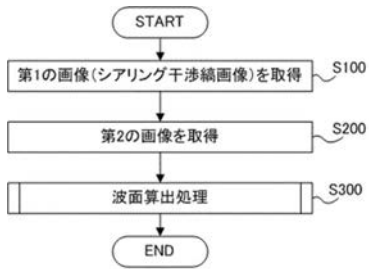 START
第1の画像(シアリング干渉縞画像)を取得
S100
第2の画像を取得
S200
波面算出処理
S300
END